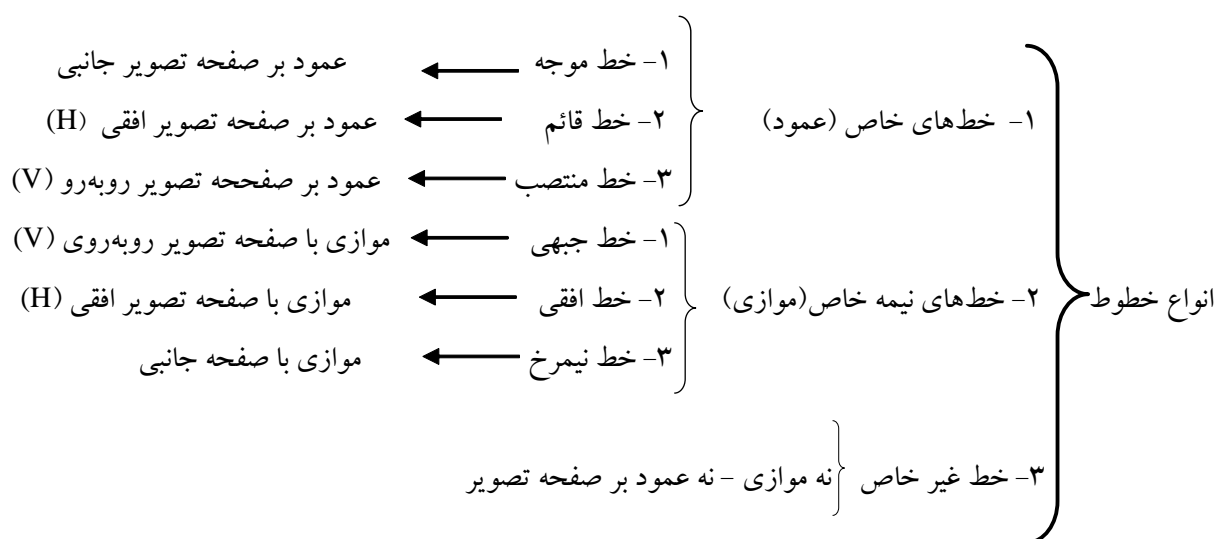 ۱- خط موجه عمود بر صفحه تصویر جانبی
۱- خط‌های خاص (عمود) ۲- خط قائم عمود بر صفحه تصویر افقی (H)
۳- خط منتصب عمود بر صفححه تصویر روبه‌رو (V)
۱- خط جبهی موازی با صفحه تصویر روبه‌روی (V)
انواع خطوط ۲- خط‌های نیمه خاص(موازی) ۲- خط افقی موازی با صفحه تصویر افقی (H)
۳- خط نیمرخ موازی با صفحه جانبی
۳- خط غیر خاص نه موازی - نه عمود بر صفحه تصویر